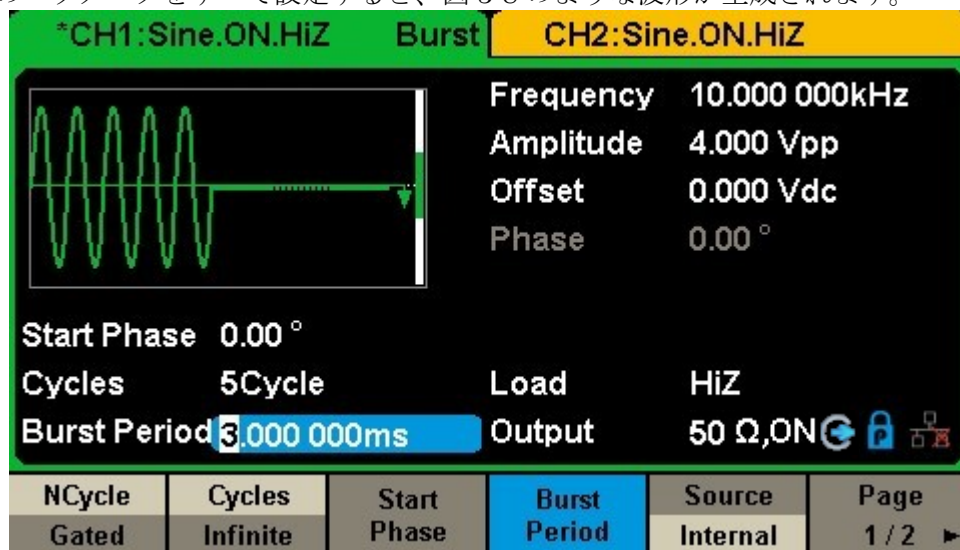 *CH1:Sine.ON.HiZ Burst CH2:Sine.ON.HiZ
Frequency 10.000 000kHz
Amplitude 4.000 Vpp
Offset 0.000 Vdc
Phase 0.00 °
Start Phase 0.00 °
Cycles 5Cycle Load HiZ
Burst Period 3.000 000ms Output 50 Ω,ON
NCycle Cycles Start Burst Source Page
Gated Infinite Phase Period Internal 1 / 2